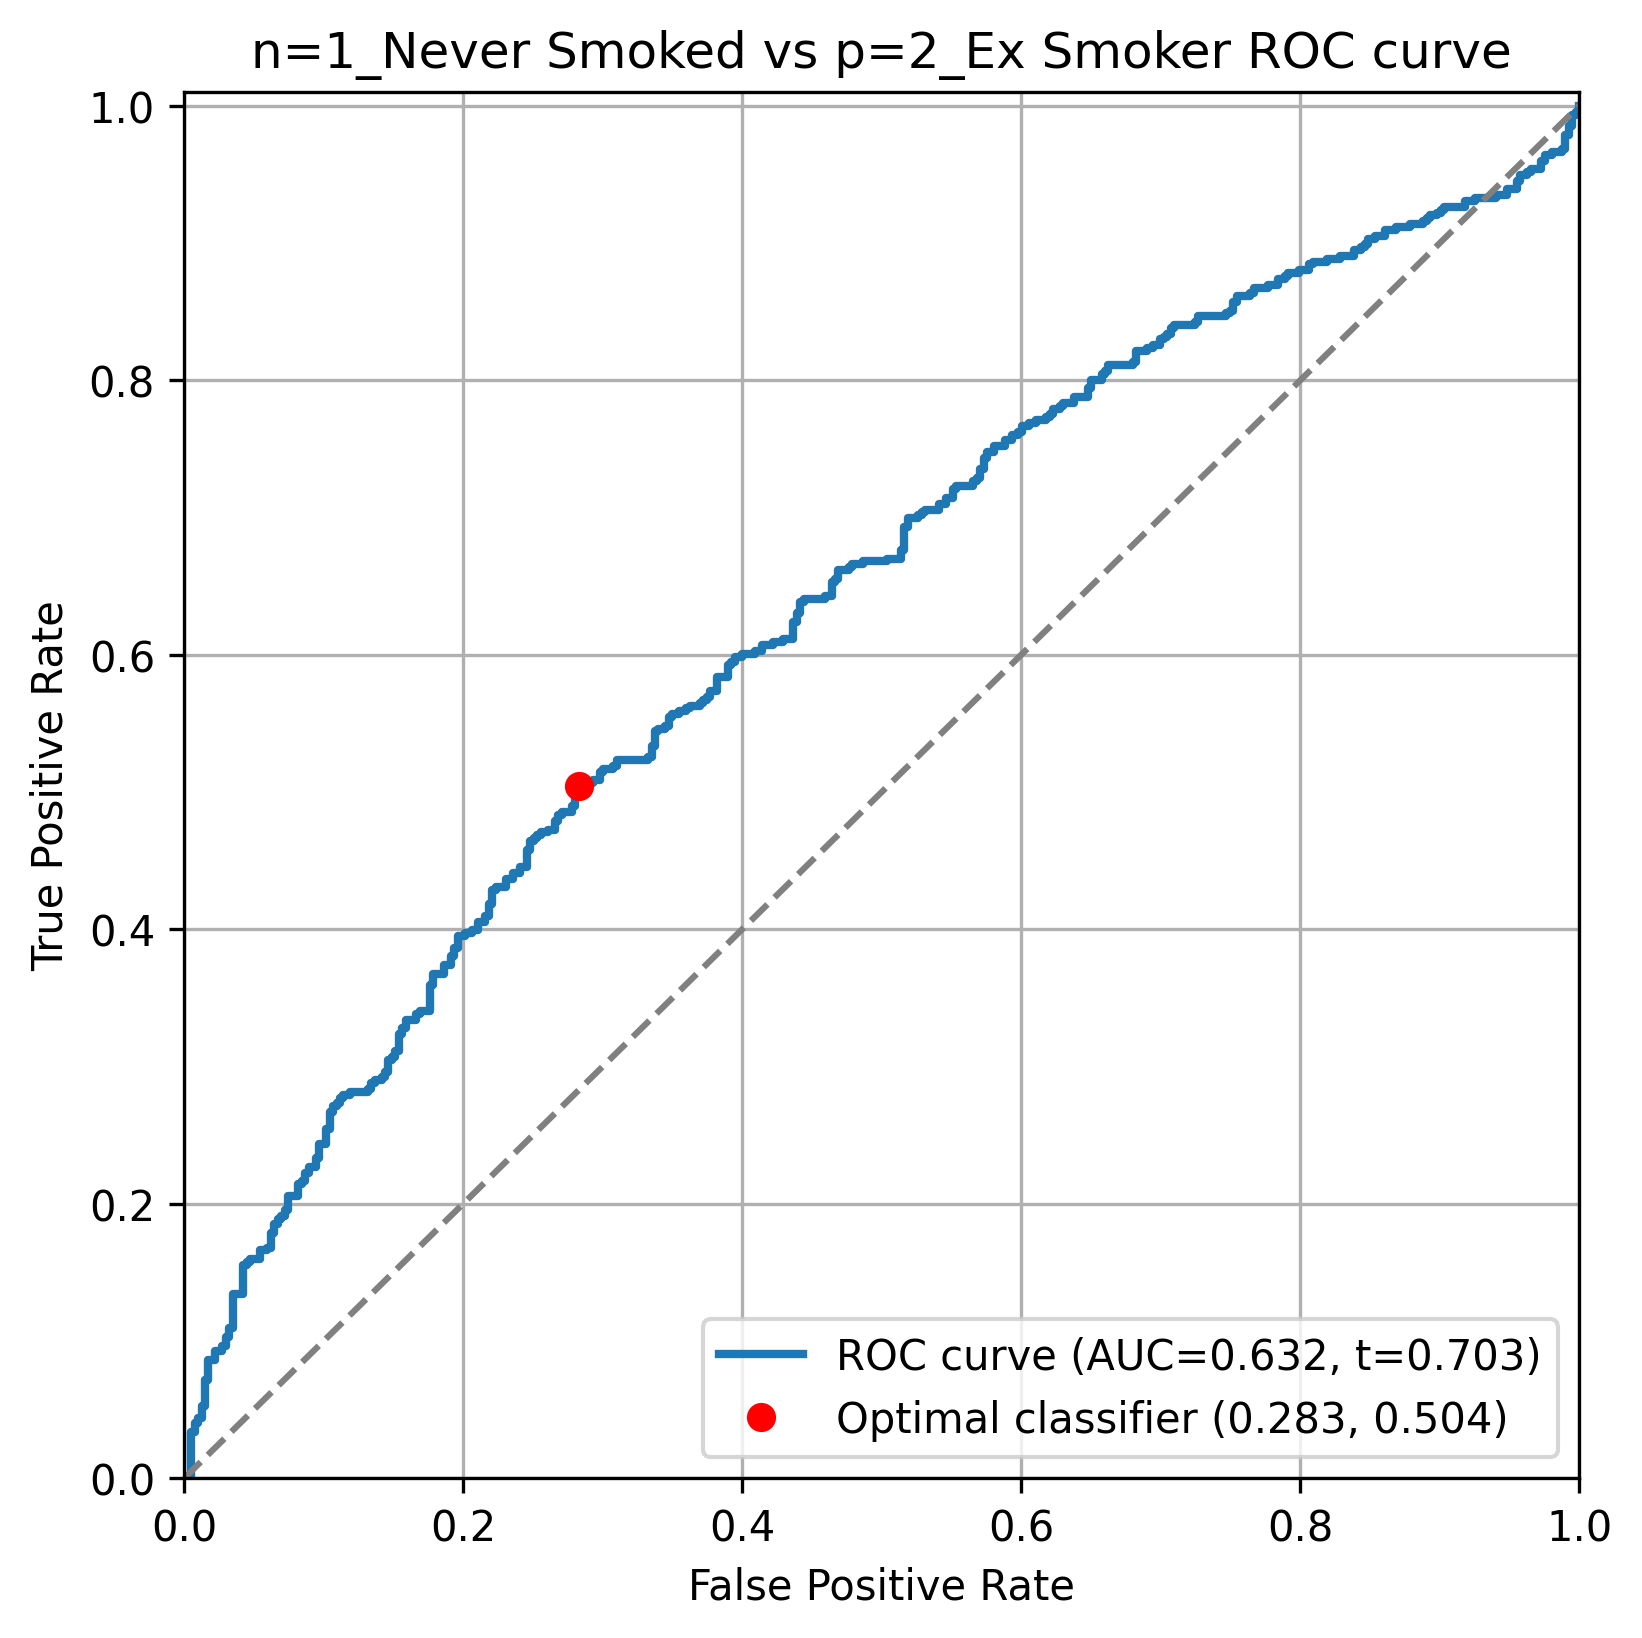 n=1_Never Smoked vs p=2_Ex Smoker ROC curve
1.0
0.8
0.6
0.4
0.2
0.0
True Positive Rate
0.0 0.2 0.4 0.6 0.8 1.0
False Positive Rate
ROC curve (AUC=0.632, t=0.703)
Optimal classifier (0.283, 0.504)